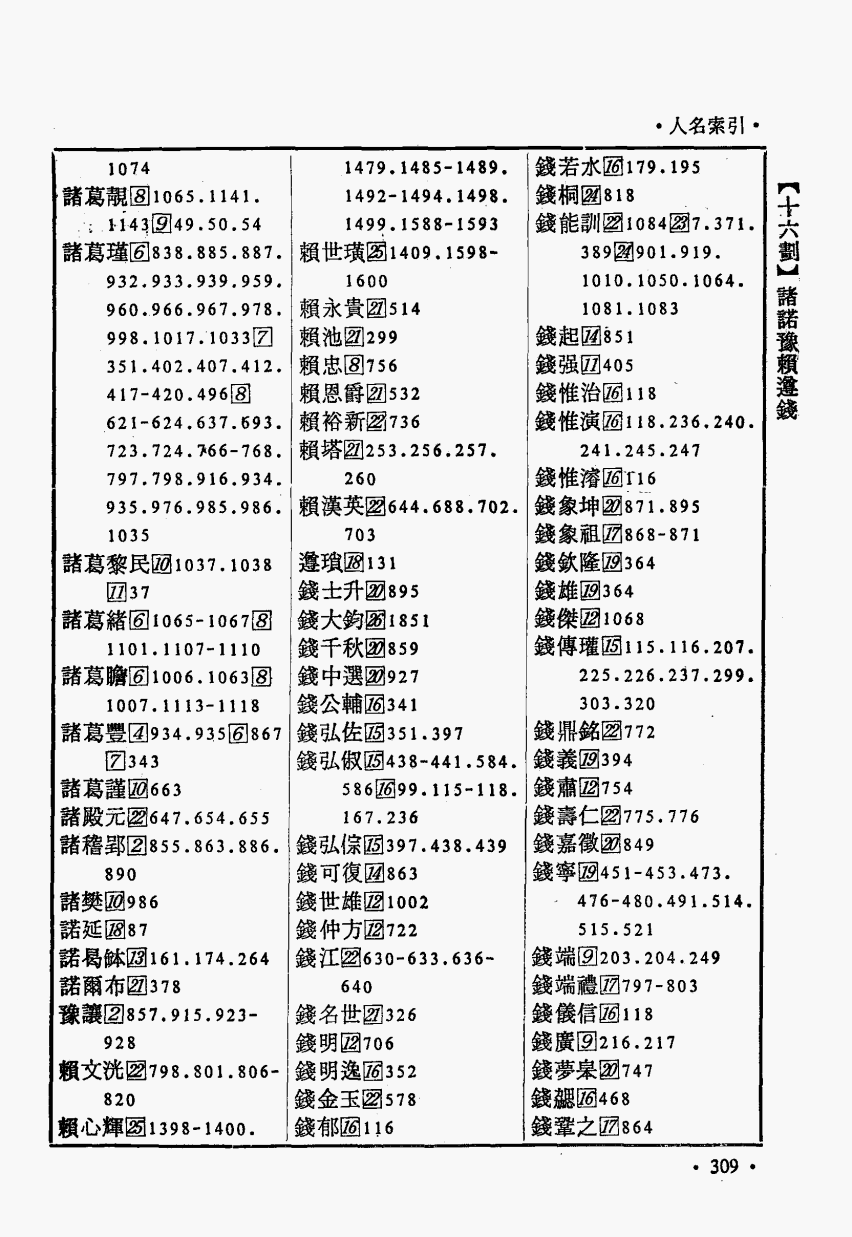 ·人名索引·
1074
諸葛靚⑧1065.1141.
1143⑨49.50.54
諸葛瑾⑥838.885.887.
932.933.939.959.
960.966.967.978.
998.1017.1033⑦
351.402.407.412.
417-420.496⑧
621-624.637.693.
723.724.766-768.
797.798.916.934.
935.976.985.986.
1035
諸葛黎民⑩1037.1038
⑪37
諸葛緒⑥1065-1067⑧
1101.1107-1110
諸葛瞻⑥1006.1063⑧
1007.1113-1118
諸葛豐④934.935⑥867
⑦343
諸葛謹⑩663
諸殿元㉒647.654.655
諸稽郢②855.863.886.
890
諸樊⑩986
諾延⑱87
諾曷缽⑬161.174.264
諾爾布㉑378
豫讓②857.915.923-
928
賴文洸㉒798.801.806-
820
賴心輝㉕1398-1400.
1479.1485-1489.
1492-1494.1498.
1499.1588-1593
賴世璜㉕1409.1598-
1600
賴永貴㉑514
賴池㉑299
賴忠⑧756
賴恩爵㉑532
賴裕新㉒736
賴塔㉑253.256.257.
260
賴漢英㉒644.688.702.
703
遵瑣⑱131
錢士升⑳895
錢大鈞㉖1851
錢千秋⑳859
錢中選⑳927
錢公輔⑯341
錢弘佐⑮351.397
錢弘俶⑮438-441.584.
586⑯99.115-118.
167.236
錢弘倧⑮397.438.439
錢可復⑭863
錢世雄⑫1002
錢仲方⑫722
錢江㉒630-633.636-
640
錢名世㉑326
錢明⑫706
錢明逸⑯352
錢金玉㉒578
錢郁⑯116
錢若水⑯179.195
錢桐㉔818
錢能訓㉒1084㉓7.371.
389㉔901.919.
1010.1050.1064.
1081.1083
錢起⑭851
錢强⑪405
錢惟治⑯118
錢惟演⑯118.236.240.
241.245.247
錢惟濬⑯116
錢象坤⑳871.895
錢象祖⑰868-871
錢欽隆⑲364
錢雄⑲364
錢傑⑫1068
錢傳瓘⑮115.116.207.
225.226.237.299.
303.320
錢鼎銘㉒772
錢義⑲394
錢肅⑫754
錢壽仁㉒775.776
錢嘉徵⑳849
錢寧⑲451-453.473.
476-480.491.514.
515.521
錢端⑨203.204.249
錢端禮⑰797-803
錢儀信⑯118
錢廣⑨216.217
錢夢皋⑳747
錢勰⑯468
錢鞏之⑰864
【十六劃】諸諾豫賴遵錢
·309·